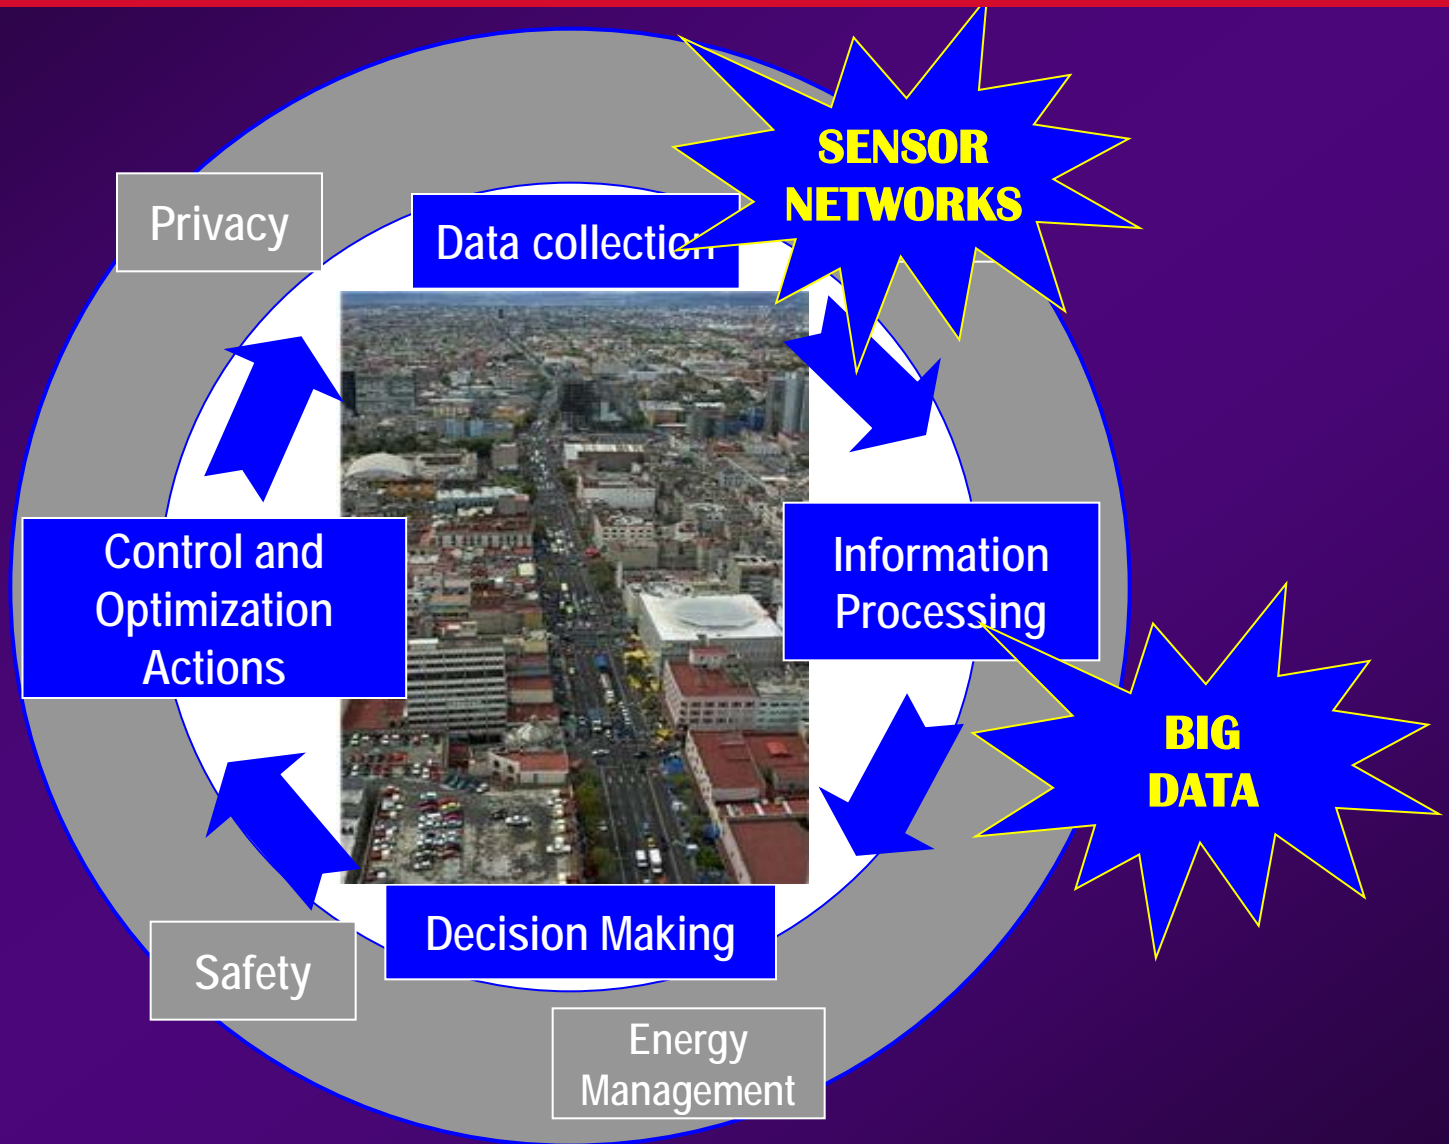 SENSOR
NETWORKS
Privacy
Data collection
Control and
Optimization
Actions
Information
Processing
BIG
DATA
Decision Making
Safety
Energy
Management